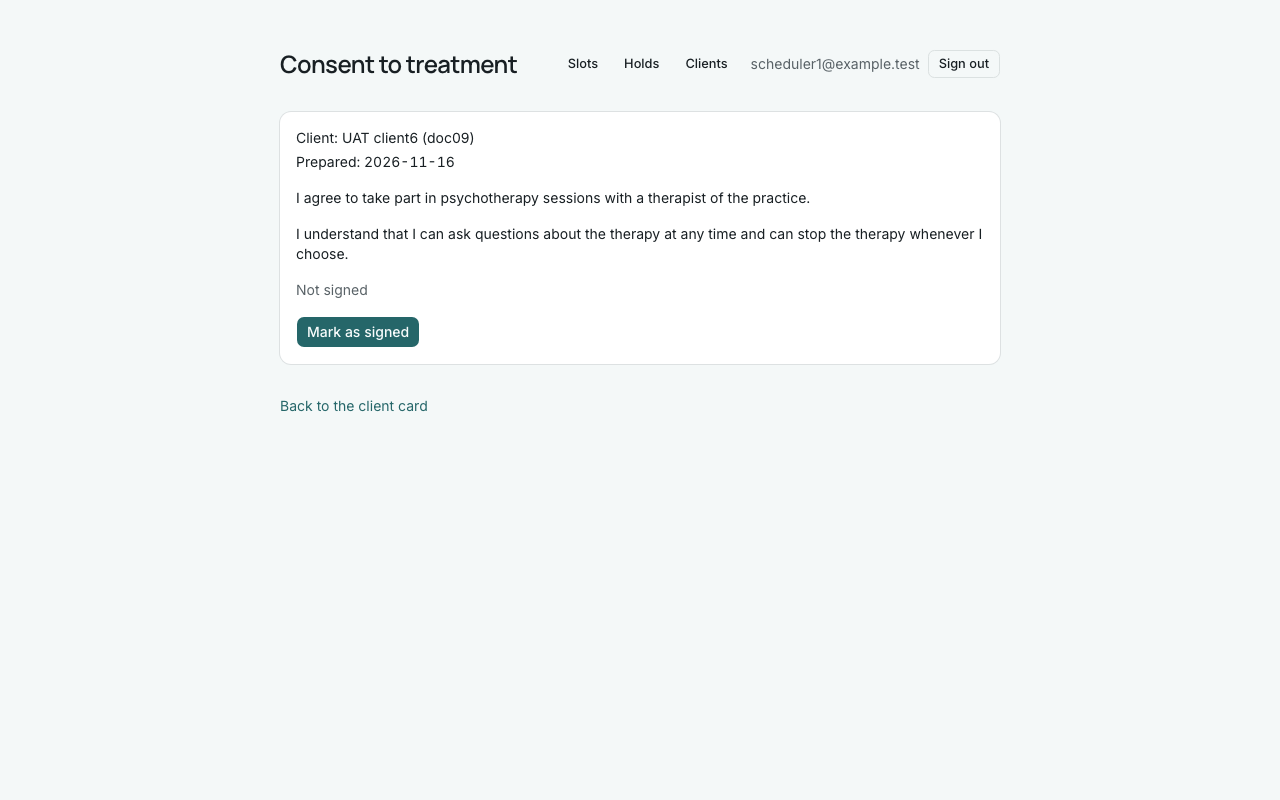 Consent to treatment
Slots
Holds
Clients
scheduler1@example.test
Sign out
Client: UAT client6 (doc09)
Prepared: 2026-11-16
I agree to take part in psychotherapy sessions with a therapist of the practice.
I understand that I can ask questions about the therapy at any time and can stop the therapy whenever I
choose.
Not signed
Mark as signed
Back to the client card